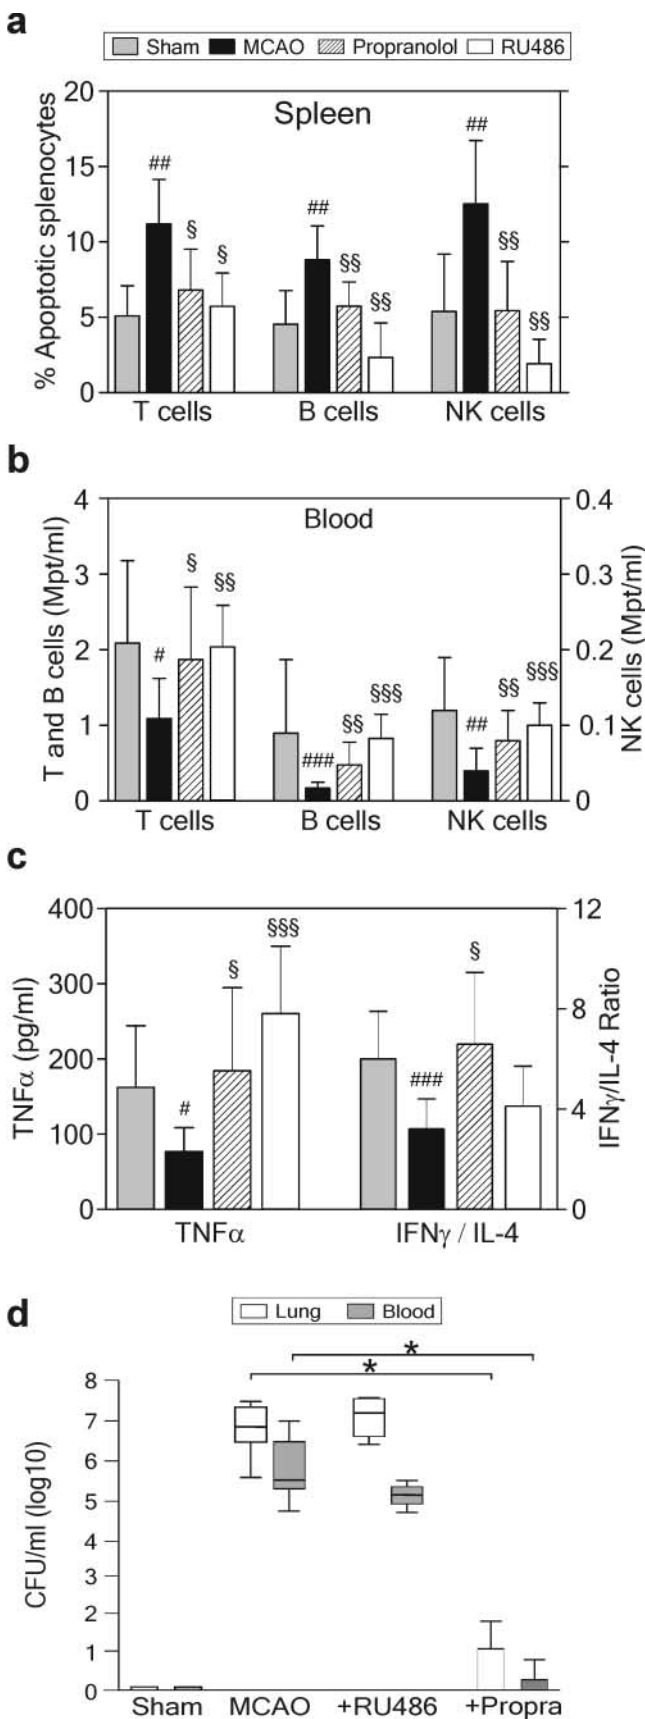 a
Sham MCAO Propranolol RU486
Spleen
% Apoptotic splenocytes
20
15
10
5
0
## § §
## §§ §§
## §§ §§
T cells B cells NK cells
b
Blood
T and B cells (Mpt/ml)
4
3
2
1
0
# § §§
### §§ §§§
## §§ §§§
0.4
0.3
0.2
0.1
0
NK cells (Mpt/ml)
T cells B cells NK cells
c
TNFα (pg/ml)
400
300
200
100
0
# § §§§
### §
12
8
4
0
IFNγ/IL-4 Ratio
TNFα IFNγ / IL-4
d
Lung Blood
*
*
CFU/ml (log10)
8
7
6
5
4
3
2
1
0
Sham MCAO +RU486 +Propra